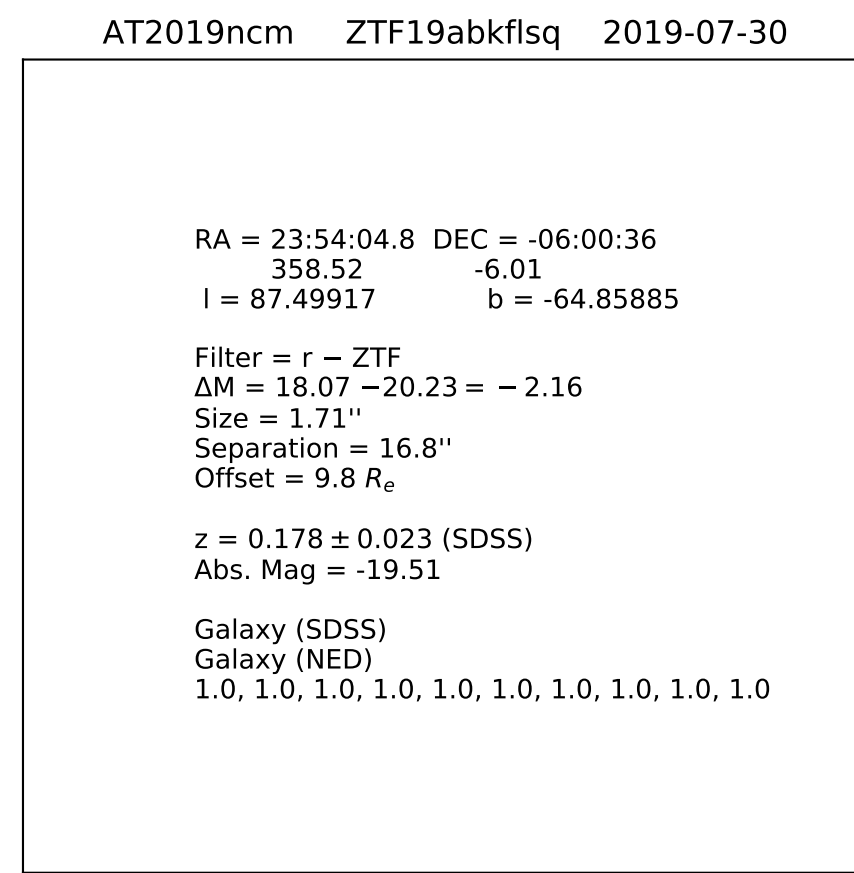 AT2019ncm ZTF19abkflsq 2019-07-30
RA = 23:54:04.8 DEC = -06:00:36
358.52 -6.01
l = 87.49917 b = -64.85885
Filter = r − ZTF
ΔM = 18.07 −20.23 = − 2.16
Size = 1.71''
Separation = 16.8''
Offset = 9.8 Rₑ
z = 0.178 ± 0.023 (SDSS)
Abs. Mag = -19.51
Galaxy (SDSS)
Galaxy (NED)
1.0, 1.0, 1.0, 1.0, 1.0, 1.0, 1.0, 1.0, 1.0, 1.0